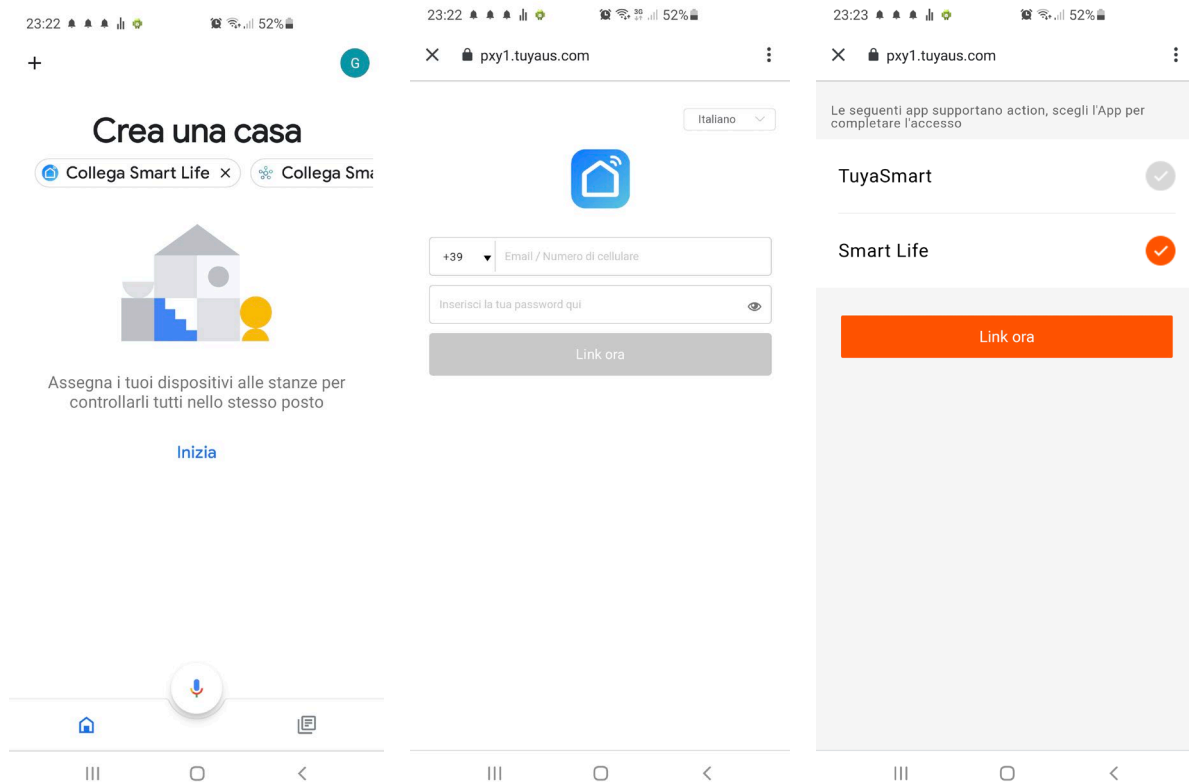 23:22 52%
G
Crea una casa
Collega Smart Life × Collega Sma
Assegna i tuoi dispositivi alle stanze per
controllarli tutti nello stesso posto
Inizia
23:22 3G 52%
pxy1.tuyaus.com
Italiano
+39 Email / Numero di cellulare
Inserisci la tua password qui
Link ora
23:23 52%
pxy1.tuyaus.com
Le seguenti app supportano action, scegli l'App per
completare l'accesso
TuyaSmart
Smart Life
Link ora